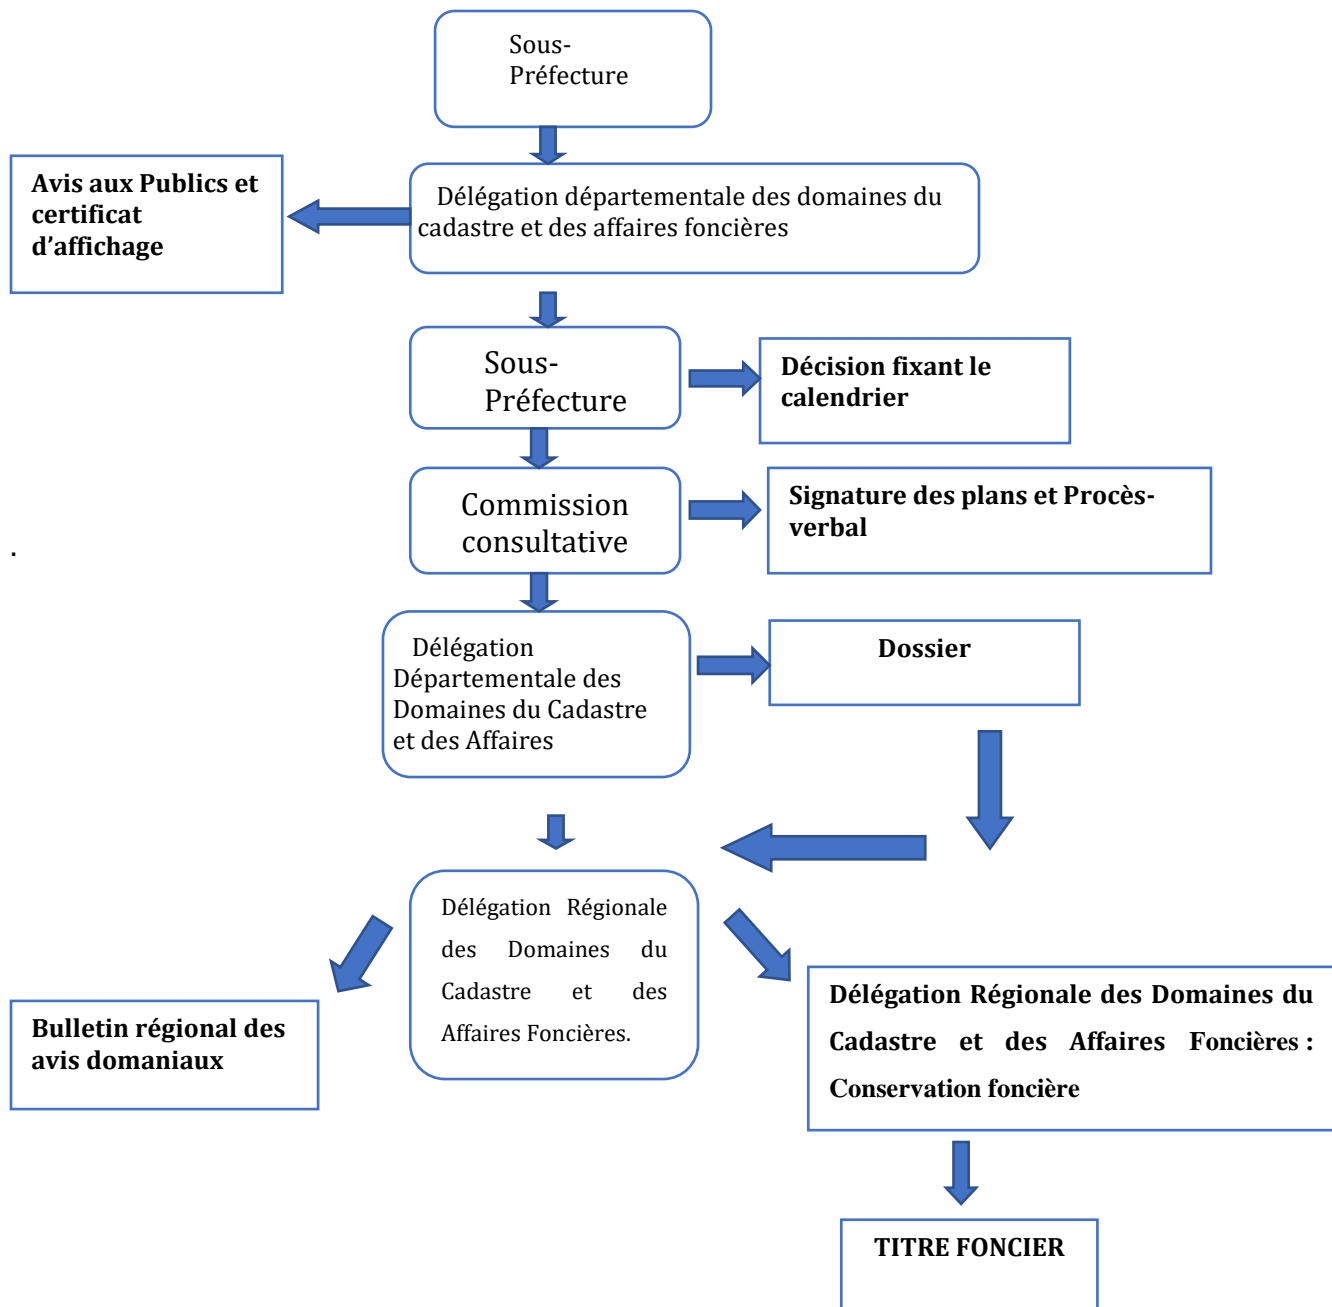 Sous-
Préfecture
Avis aux Publics et
certificat
d’affichage
Délégation départementale des domaines du
cadastre et des affaires foncières
Sous-
Préfecture
Décision fixant le
calendrier
Commission
consultative
Signature des plans et Procès-
verbal
.
Délégation
Départementale des
Domaines du Cadastre
et des Affaires
Dossier
Délégation Régionale
des Domaines du
Cadastre et des
Affaires Foncières.
Bulletin régional des
avis domaniaux
Délégation Régionale des Domaines du
Cadastre et des Affaires Foncières :
Conservation foncière
TITRE FONCIER